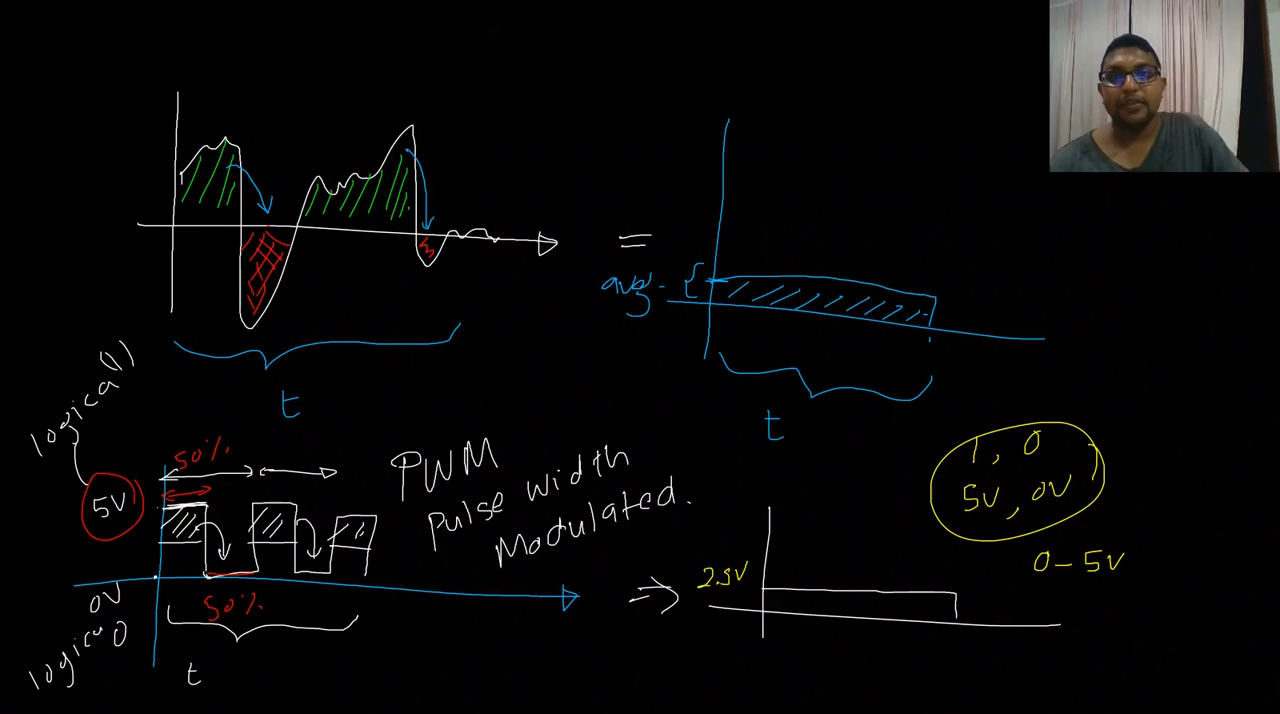 =
avg
t
t
logical (1)
50%
5V
PWM
Pulse width
Modulated.
1, 0
5V, 0V
0 - 5V
2.5V
0V
logical 0
50%
t